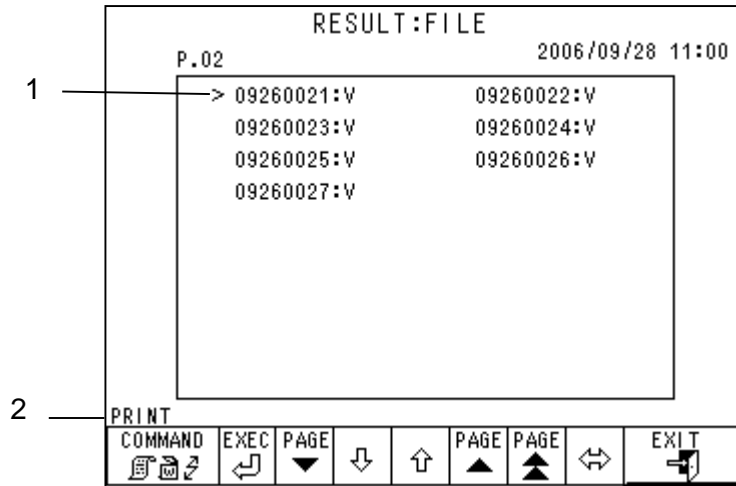 RESULT:FILE
P.02 2006/09/28 11:00
1
> 09260021:V 09260022:V
09260023:V 09260024:V
09260025:V 09260026:V
09260027:V
2
PRINT
COMMAND EXEC PAGE PAGE PAGE EXIT